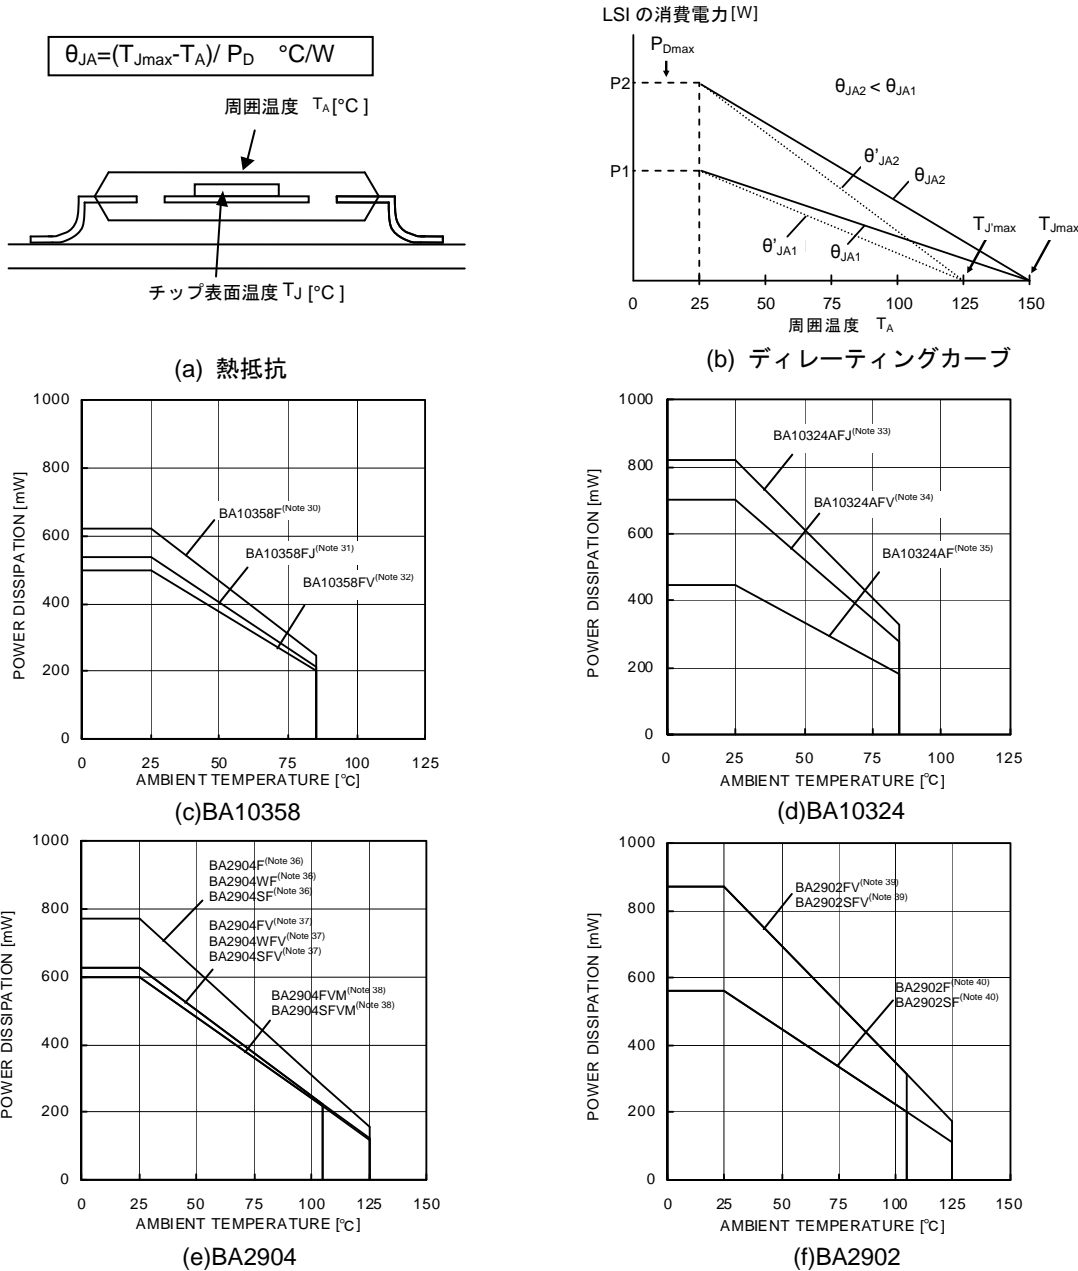 θJA=(TJmax-TA)/ PD °C/W
周囲温度 TA[°C]
チップ表面温度 TJ [°C]
(a) 熱抵抗
LSI の消費電力[W]
PDmax
P2
P1
θJA2 < θJA1
θ'JA2
θJA2
θ'JA1
θJA1
TJ'max
TJmax
0 25 50 75 100 125 150
周囲温度 TA
(b) ディレーティングカーブ
1000
800
600
400
200
0
POWER DISSIPATION [mW]
BA10358F(Note 30)
BA10358FJ(Note 31)
BA10358FV(Note 32)
0 25 50 75 100 125
AMBIENT TEMPERATURE [°C]
(c)BA10358
1000
800
600
400
200
0
POWER DISSIPATION [mW]
BA10324AFJ(Note 33)
BA10324AFV(Note 34)
BA10324AF(Note 35)
0 25 50 75 100 125
AMBIENT TEMPERATURE [°C]
(d)BA10324
1000
800
600
400
200
0
POWER DISSIPATION [mW]
BA2904F(Note 36)
BA2904WF(Note 36)
BA2904SF(Note 36)
BA2904FV(Note 37)
BA2904WFV(Note 37)
BA2904SFV(Note 37)
BA2904FVM(Note 38)
BA2904SFVM(Note 38)
0 25 50 75 100 125 150
AMBIENT TEMPERATURE [°C]
(e)BA2904
1000
800
600
400
200
0
POWER DISSIPATION [mW]
BA2902FV(Note 39)
BA2902SFV(Note 39)
BA2902F(Note 40)
BA2902SF(Note 40)
0 25 50 75 100 125 150
AMBIENT TEMPERATURE [°C]
(f)BA2902